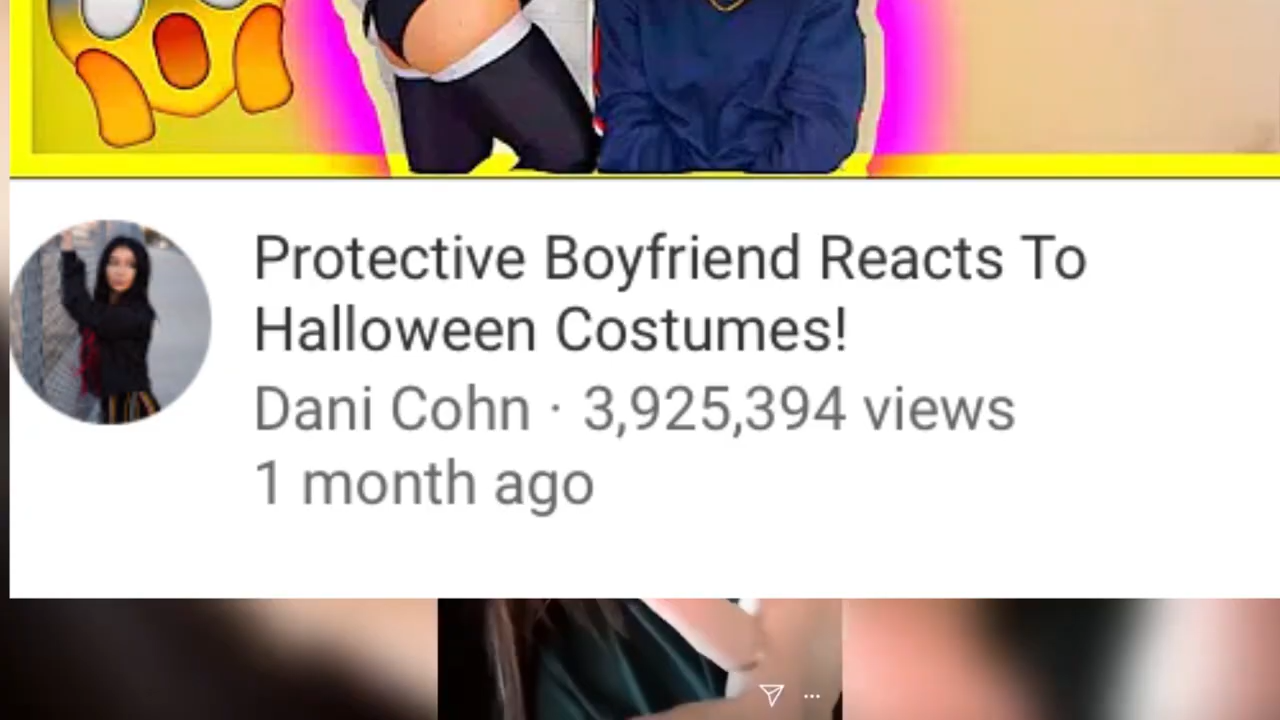 Protective Boyfriend Reacts To
Halloween Costumes!
Dani Cohn · 3,925,394 views
1 month ago